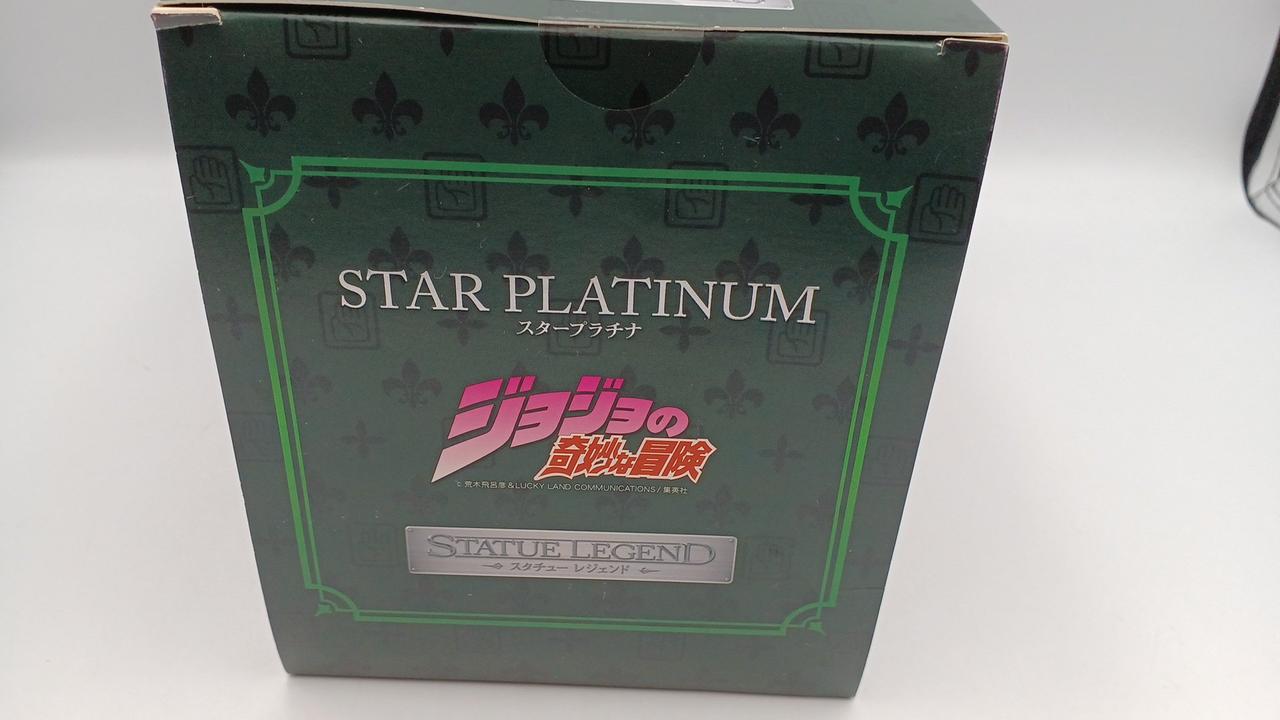 STAR PLATINUM
スタープラチナ
ジョジョの
奇妙な冒険
©荒木飛呂彦&LUCKY LAND COMMUNICATIONS/集英社
STATUE LEGEND
スタチュー レジェンド